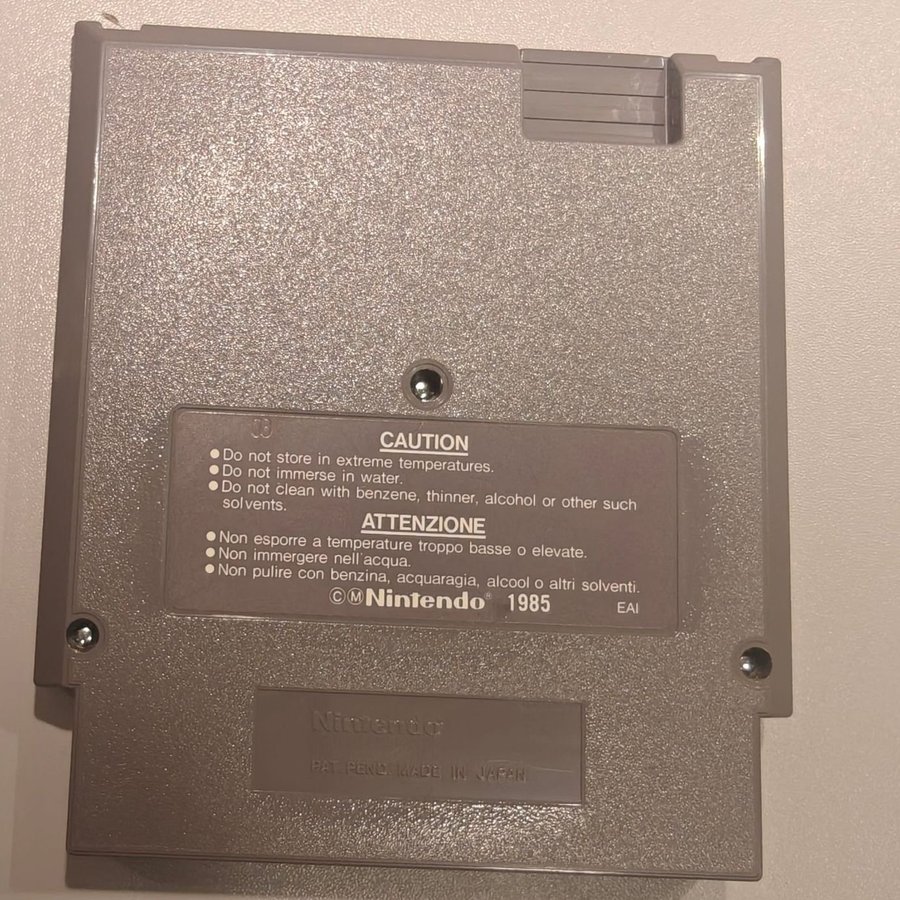 CAUTION
● Do not store in extreme temperatures.
● Do not immerse in water.
● Do not clean with benzene, thinner, alcohol or other such
solvents.
ATTENZIONE
● Non esporre a temperature troppo basse o elevate.
● Non immergere nell'acqua.
● Non pulire con benzina, acquaragia, alcool o altri solventi.
©Ⓜ Nintendo® 1985 EAI
Nintendo®
PAT. PEND. MADE IN JAPAN